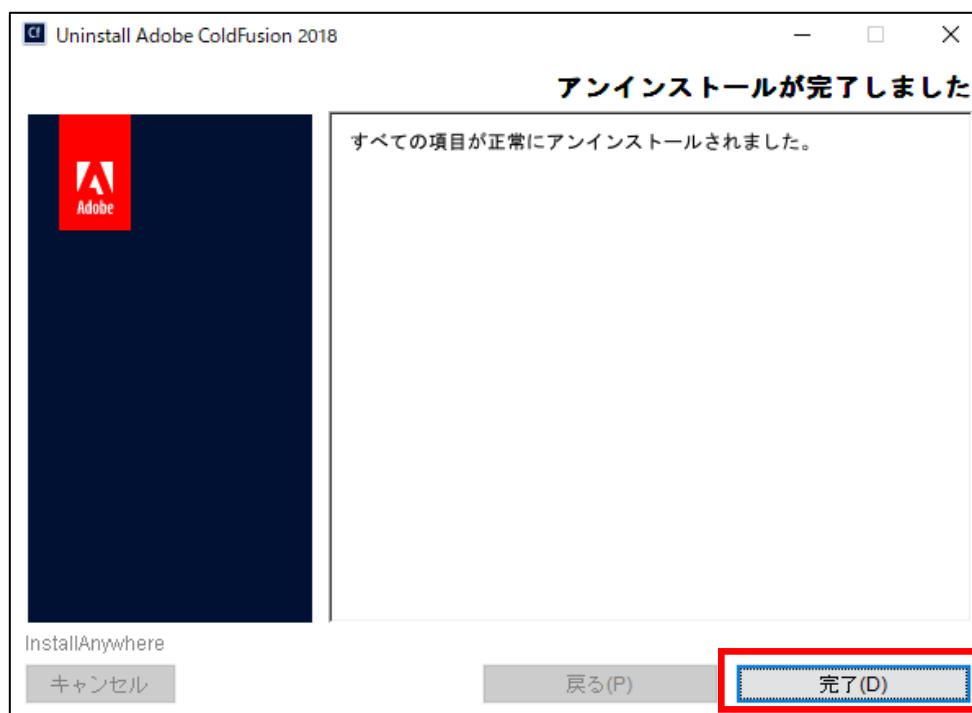 Uninstall Adobe ColdFusion 2018
アンインストールが完了しました
すべての項目が正常にアンインストールされました。
Adobe
InstallAnywhere
キャンセル
戻る(P)
完了(D)